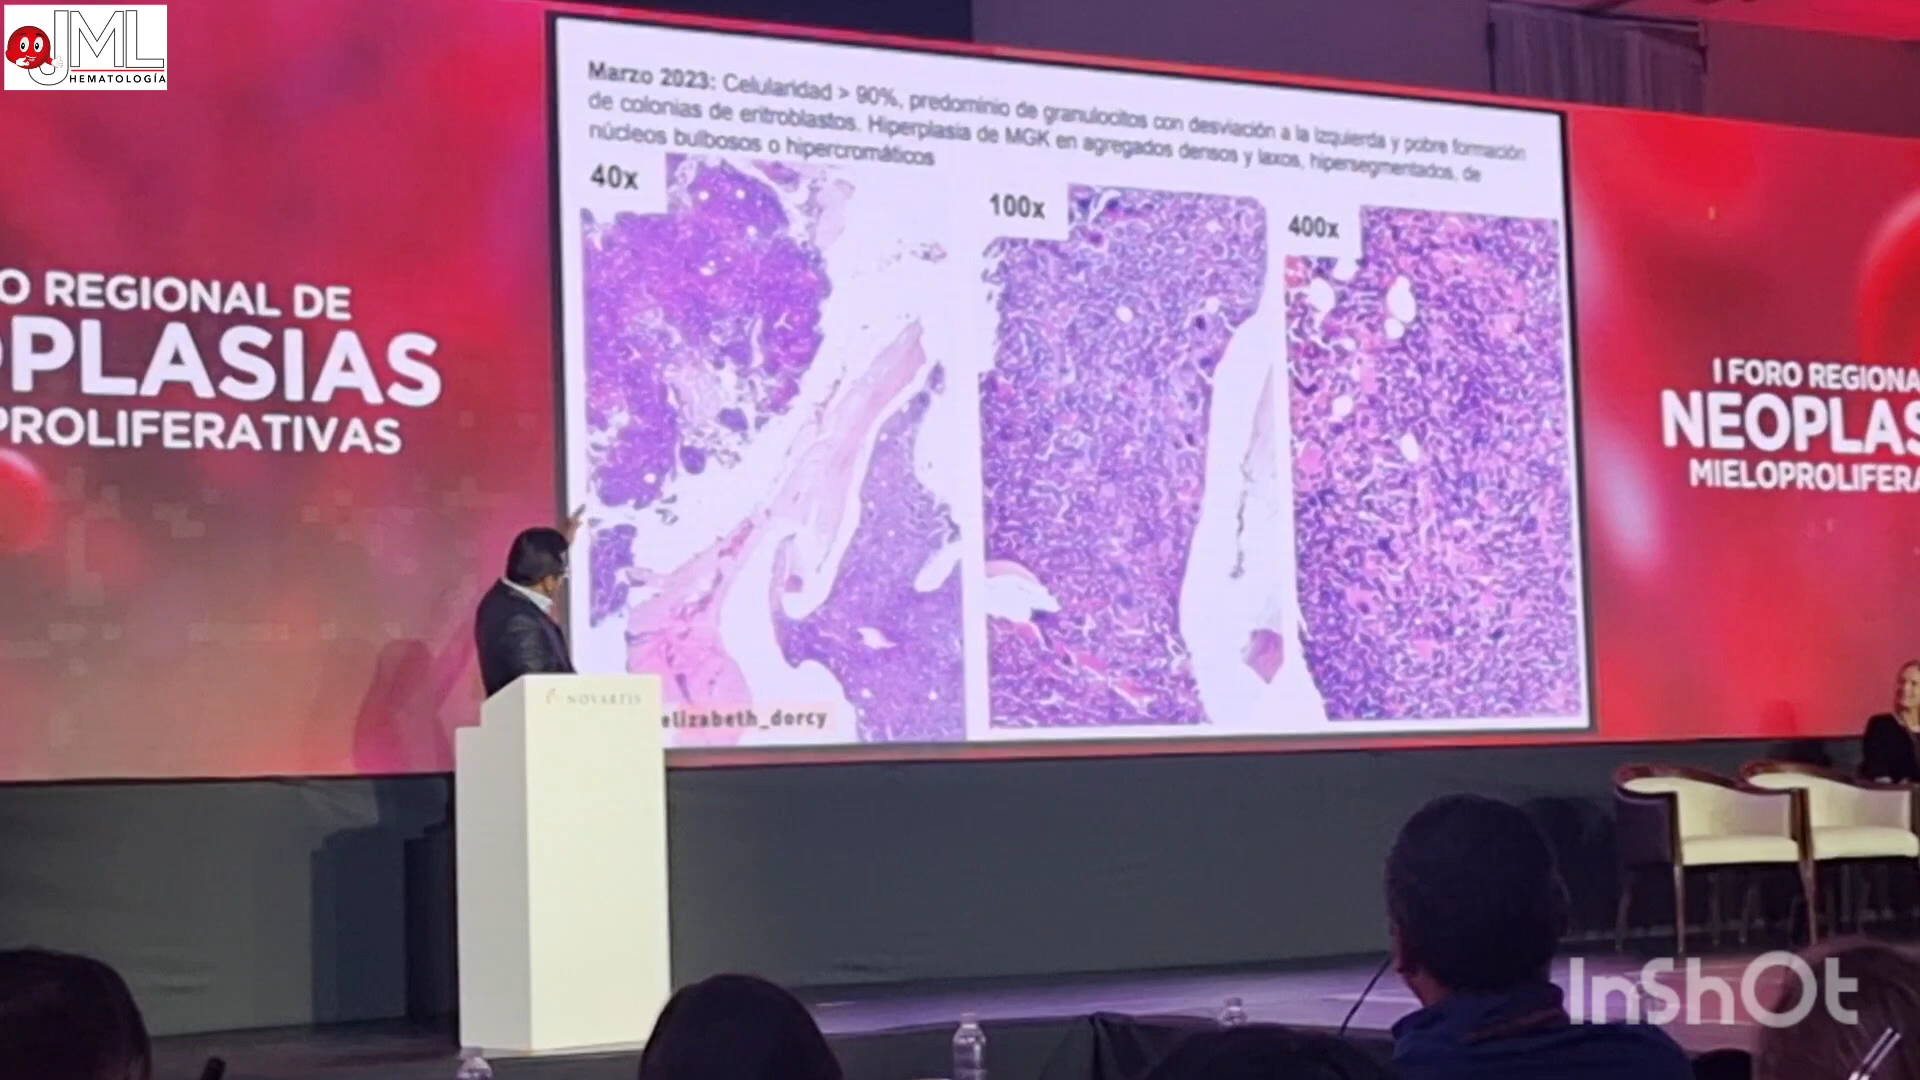 JML
HEMATOLOGÍA
Marzo 2023: Celularidad > 90%, predominio de granulocitos con desviación a la izquierda y pobre formación
de colonias de eritroblastos. Hiperplasia de MGK en agregados densos y laxos, hipersegmentados, de
núcleos bulbosos o hipercromáticos
40x
100x
400x
O REGIONAL DE
OPLASIAS
PROLIFERATIVAS
I FORO REGIONA
NEOPLAS
MIELOPROLIFERA
NOVARTIS
elizabeth_dorcy
InShOt